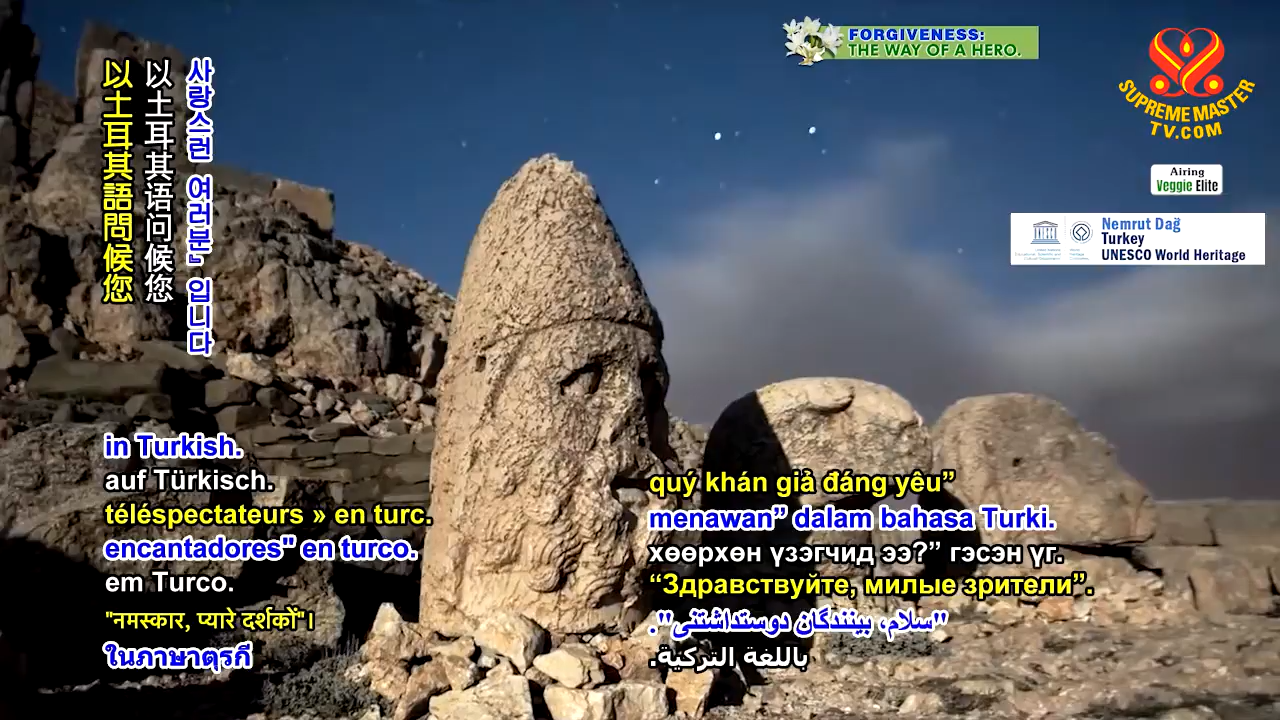 FORGIVENESS:
THE WAY OF A HERO.
SUPREME MASTER
TV.COM
Airing
Veggie Elite
Nemrut Dağ
Turkey
UNESCO World Heritage
以土耳其語問候您
以土耳其语问候您
사랑스런 여러분』입니다
in Turkish.
auf Türkisch.
téléspectateurs » en turc.
encantadores" en turco.
em Turco.
"नमस्कार, प्यारे दर्शकों"।
ในภาษาตุรกี
quý khán giả đáng yêu”
menawan” dalam bahasa Turki.
хөөрхөн үзэгчид ээ?” гэсэн үг.
“Здравствуйте, милые зрители”.
"سلام، بینندگان دوستداشتنی".
باللغة التركية.